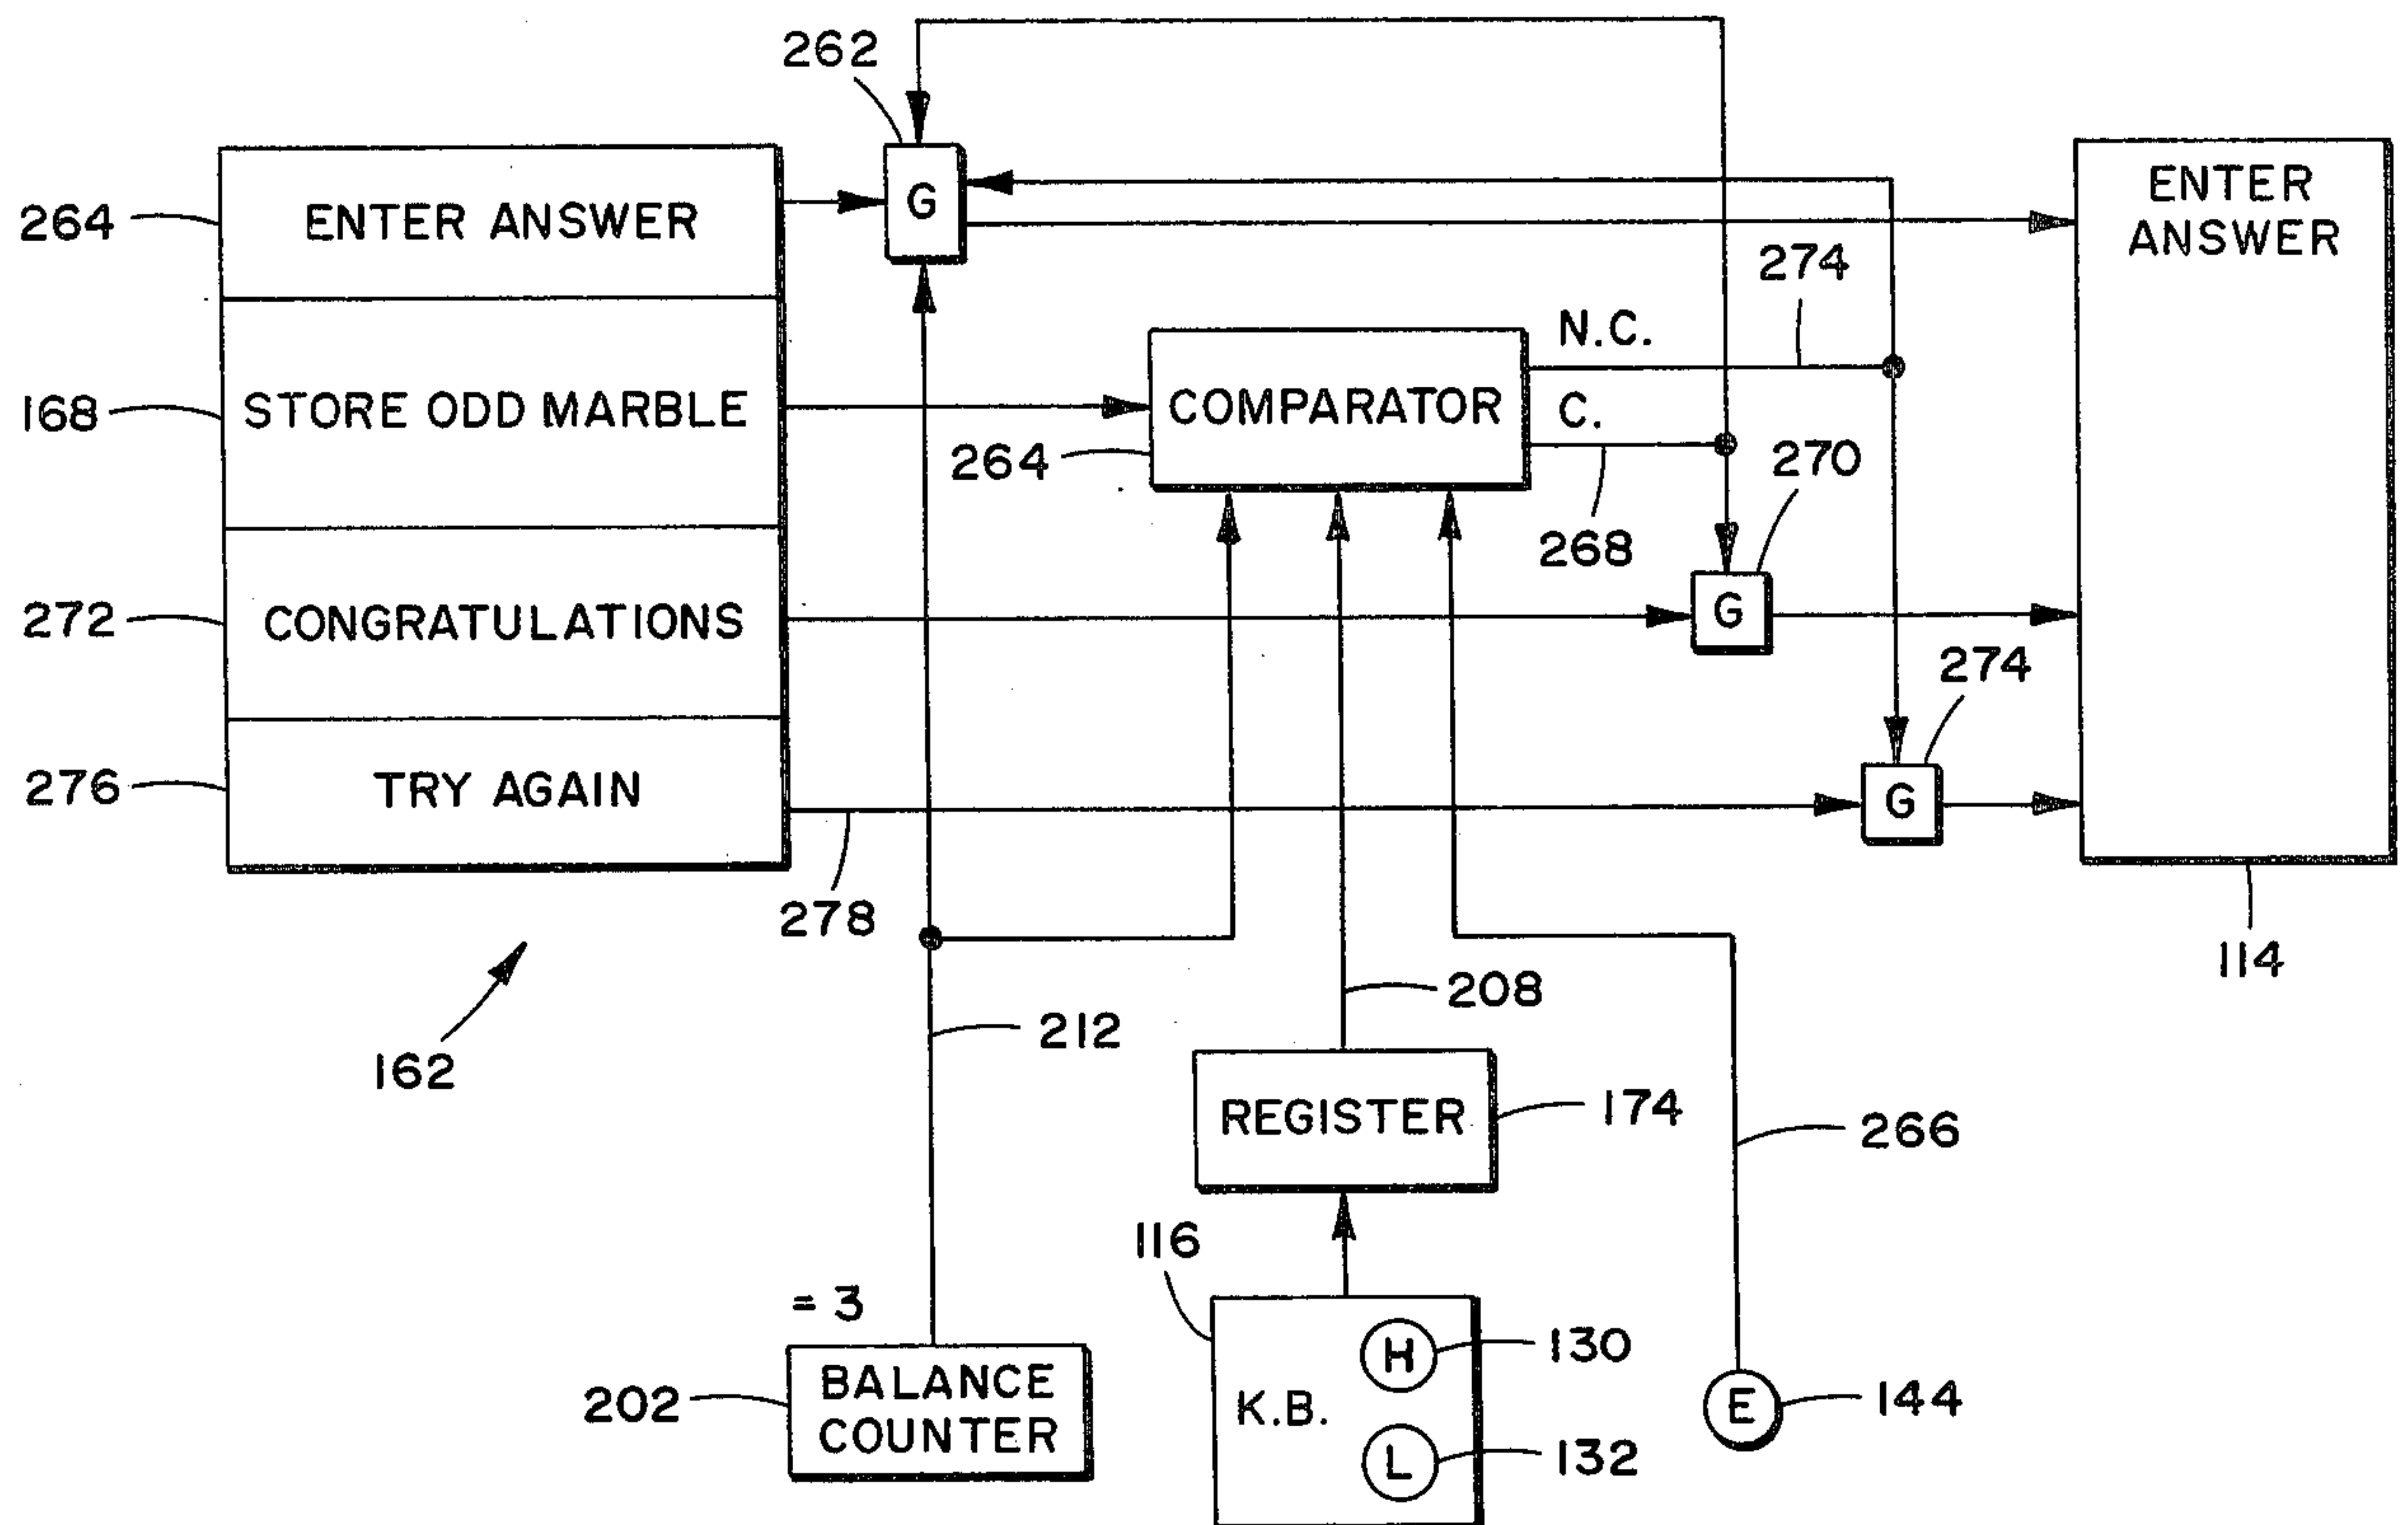 262
264
ENTER ANSWER
G
ENTER
ANSWER
274
N.C.
168
STORE ODD MARBLE
COMPARATOR
C.
264
268
270
272
CONGRATULATIONS
G
274
276
TRY AGAIN
G
278
114
162
212
208
REGISTER
174
266
116
= 3
202
BALANCE
COUNTER
K.B.
H
130
L
132
E
144